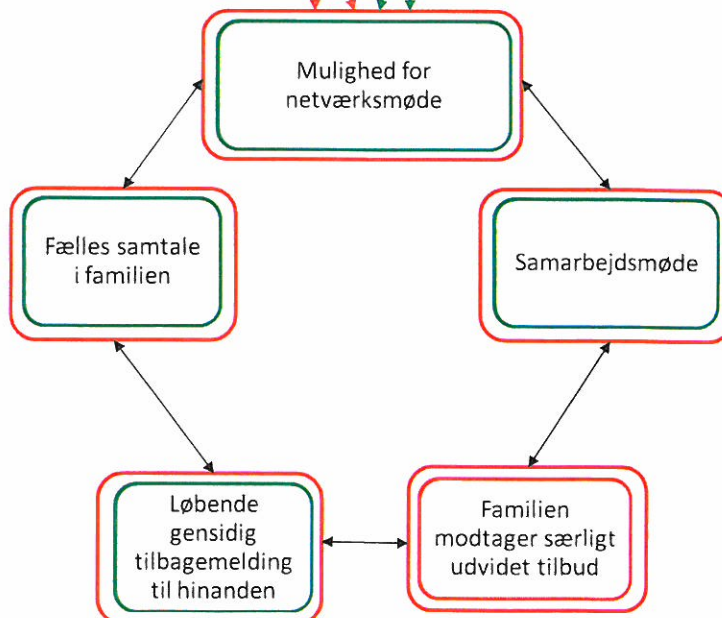 Mulighed for
netværksmøde
Fælles samtale
i familien
Samarbejdsmøde
Løbende
gensidig
tilbagemelding
til hinanden
Familien
modtager særligt
udvidet tilbud